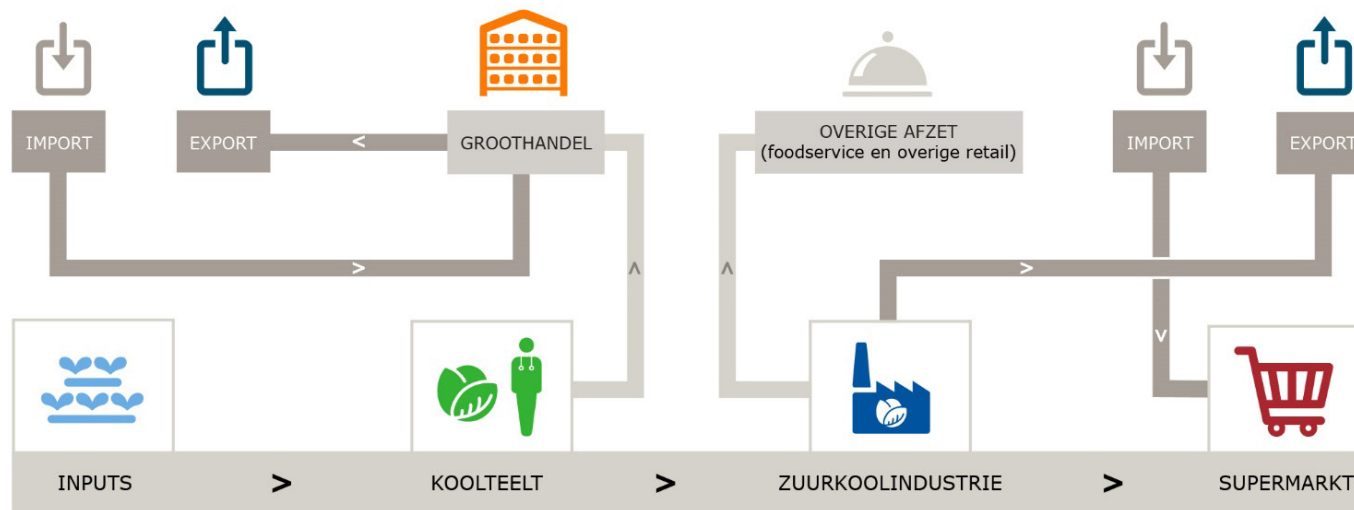 IMPORT
EXPORT
<
GROOTHANDEL
OVERIGE AFZET
(foodservice en overige retail)
IMPORT
EXPORT
>
>
>
>
>
>
INPUTS
>
KOOLTEELT
>
ZUURKOOLINDUSTRIE
>
SUPERMARKT